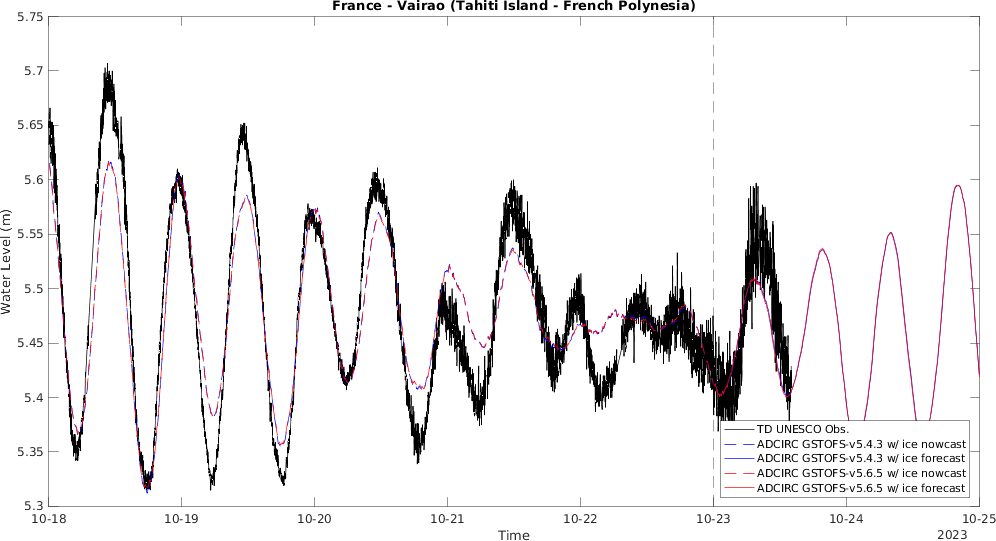 France - Vairao (Tahiti Island - French Polynesia)
5.75
5.7
5.65
5.6
5.55
5.5
5.45
5.4
5.35
5.3
Water Level (m)
TD UNESCO Obs.
ADCIRC GSTOFS-v5.4.3 w/ ice nowcast
ADCIRC GSTOFS-v5.4.3 w/ ice forecast
ADCIRC GSTOFS-v5.6.5 w/ ice nowcast
ADCIRC GSTOFS-v5.6.5 w/ ice forecast
10-18 10-19 10-20 10-21 10-22 10-23 10-24 10-25
Time
2023